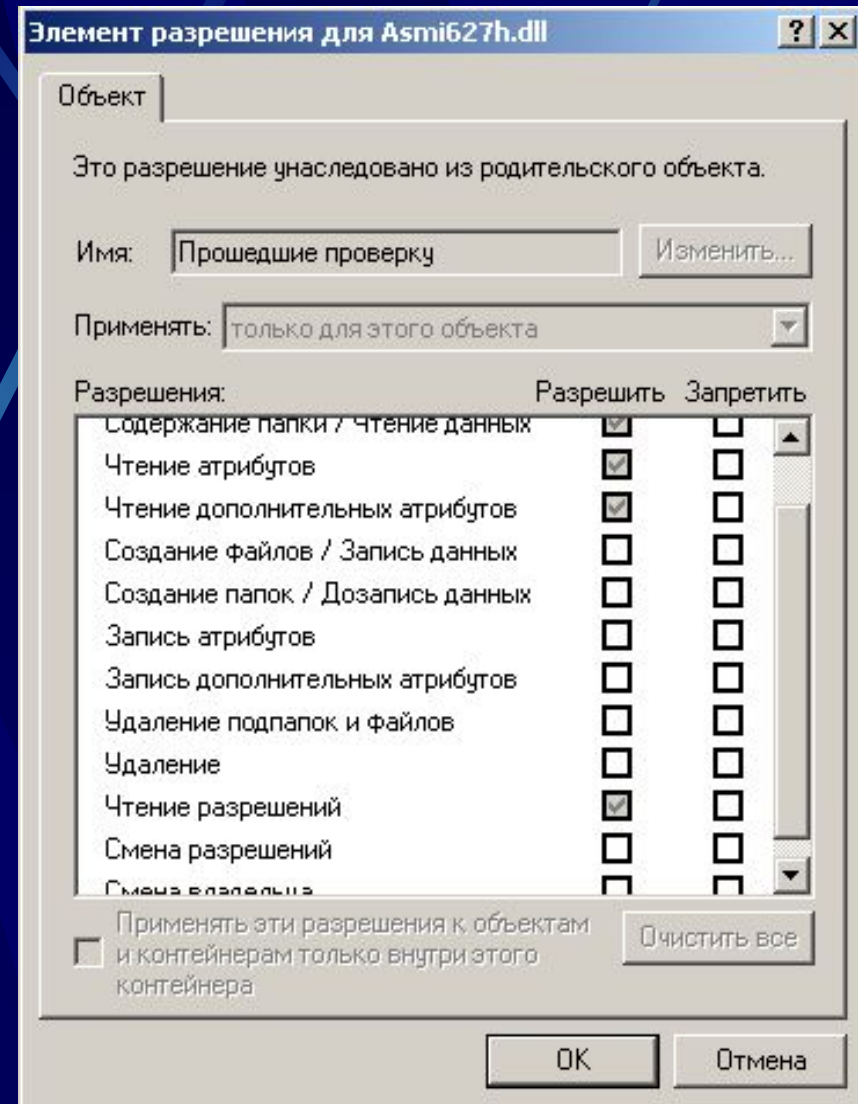 Элемент разрешения для Asmi627h.dll
Объект
Это разрешение унаследовано из родительского объекта.
Имя: Прошедшие проверку Изменить...
Применять: только для этого объекта
Разрешения: Разрешить Запретить
Содержание папки / Чтение данных
Чтение атрибутов
Чтение дополнительных атрибутов
Создание файлов / Запись данных
Создание папок / Дозапись данных
Запись атрибутов
Запись дополнительных атрибутов
Удаление подпапок и файлов
Удаление
Чтение разрешений
Смена разрешений
Смена владельца
Применять эти разрешения к объектам
и контейнерам только внутри этого
контейнера
Очистить все
OK Отмена